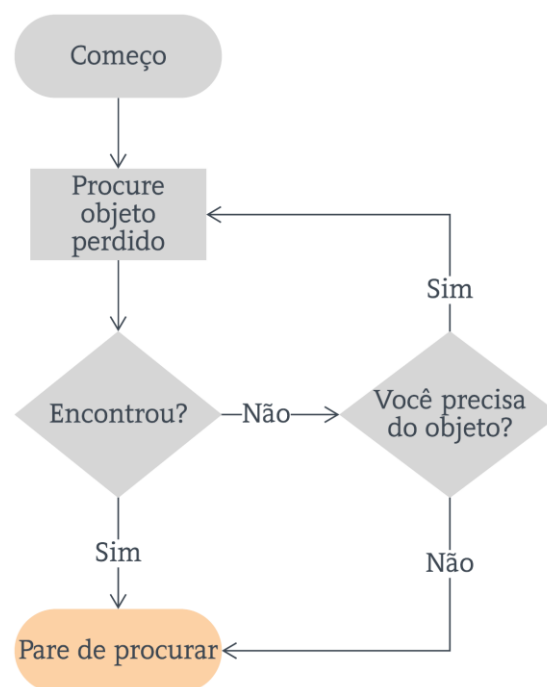 Começo
Procure
objeto
perdido
Sim
Encontrou?
Não
Você precisa
do objeto?
Sim
Não
Pare de procurar